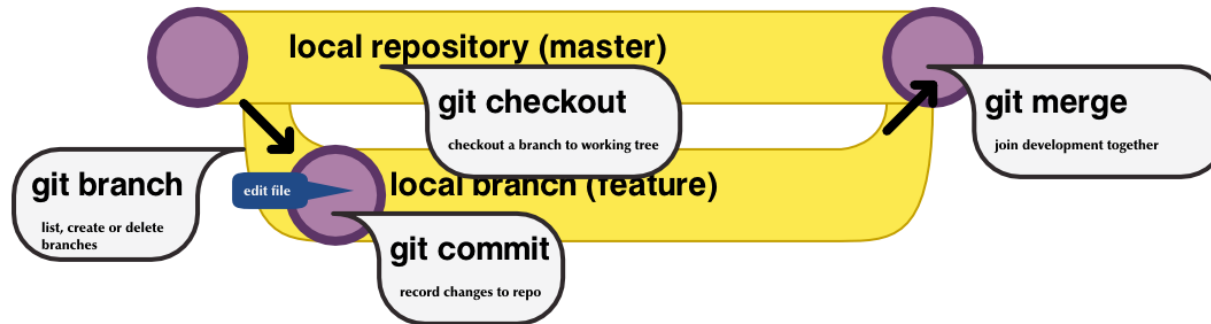 local repository (master)
git checkout
checkout a branch to working tree
git merge
join development together
git branch
list, create or delete
branches
edit file
local branch (feature)
git commit
record changes to repo